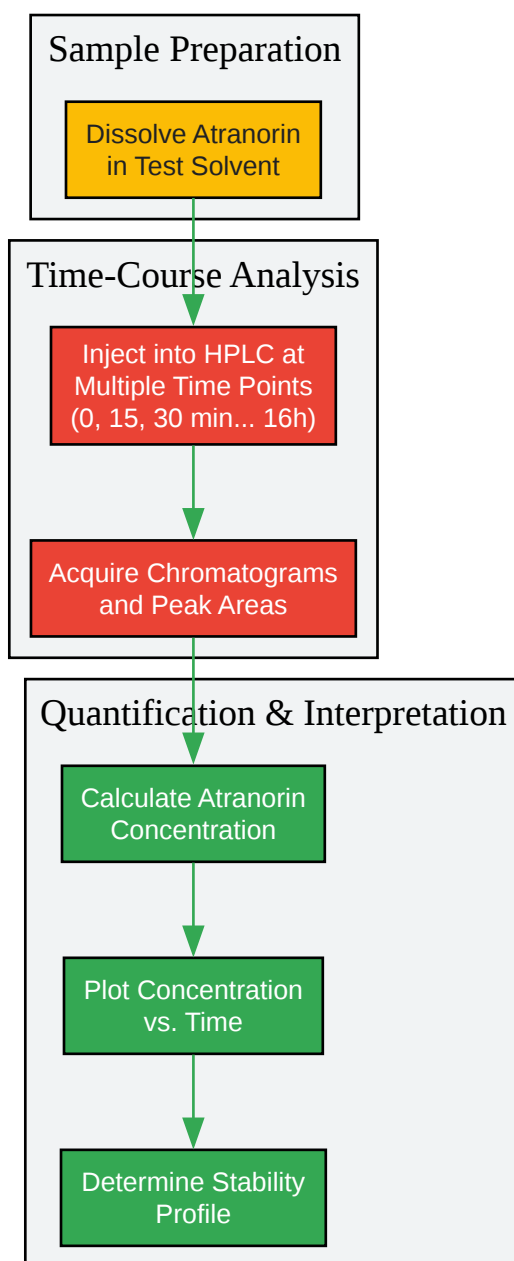 Sample Preparation
Dissolve Atranorin
in Test Solvent
Time-Course Analysis
Inject into HPLC at
Multiple Time Points
(0, 15, 30 min... 16h)
Acquire Chromatograms
and Peak Areas
Quantification & Interpretation
Calculate Atranorin
Concentration
Plot Concentration
vs. Time
Determine Stability
Profile